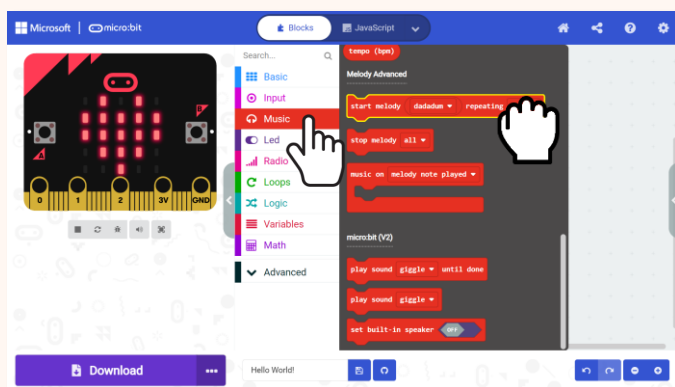 Microsoft | micro:bit
Blocks
JavaScript
Search...
Basic
Input
Music
Led
Radio
Loops
Logic
Variables
Math
Advanced
tempo (bpm)
Melody Advanced
start melody dadadum repeating
stop melody all
music on melody note played
micro:bit (V2)
play sound giggle until done
play sound giggle
set built-in speaker OFF
0 1 2 3V GND
B
A
Download
Hello World!